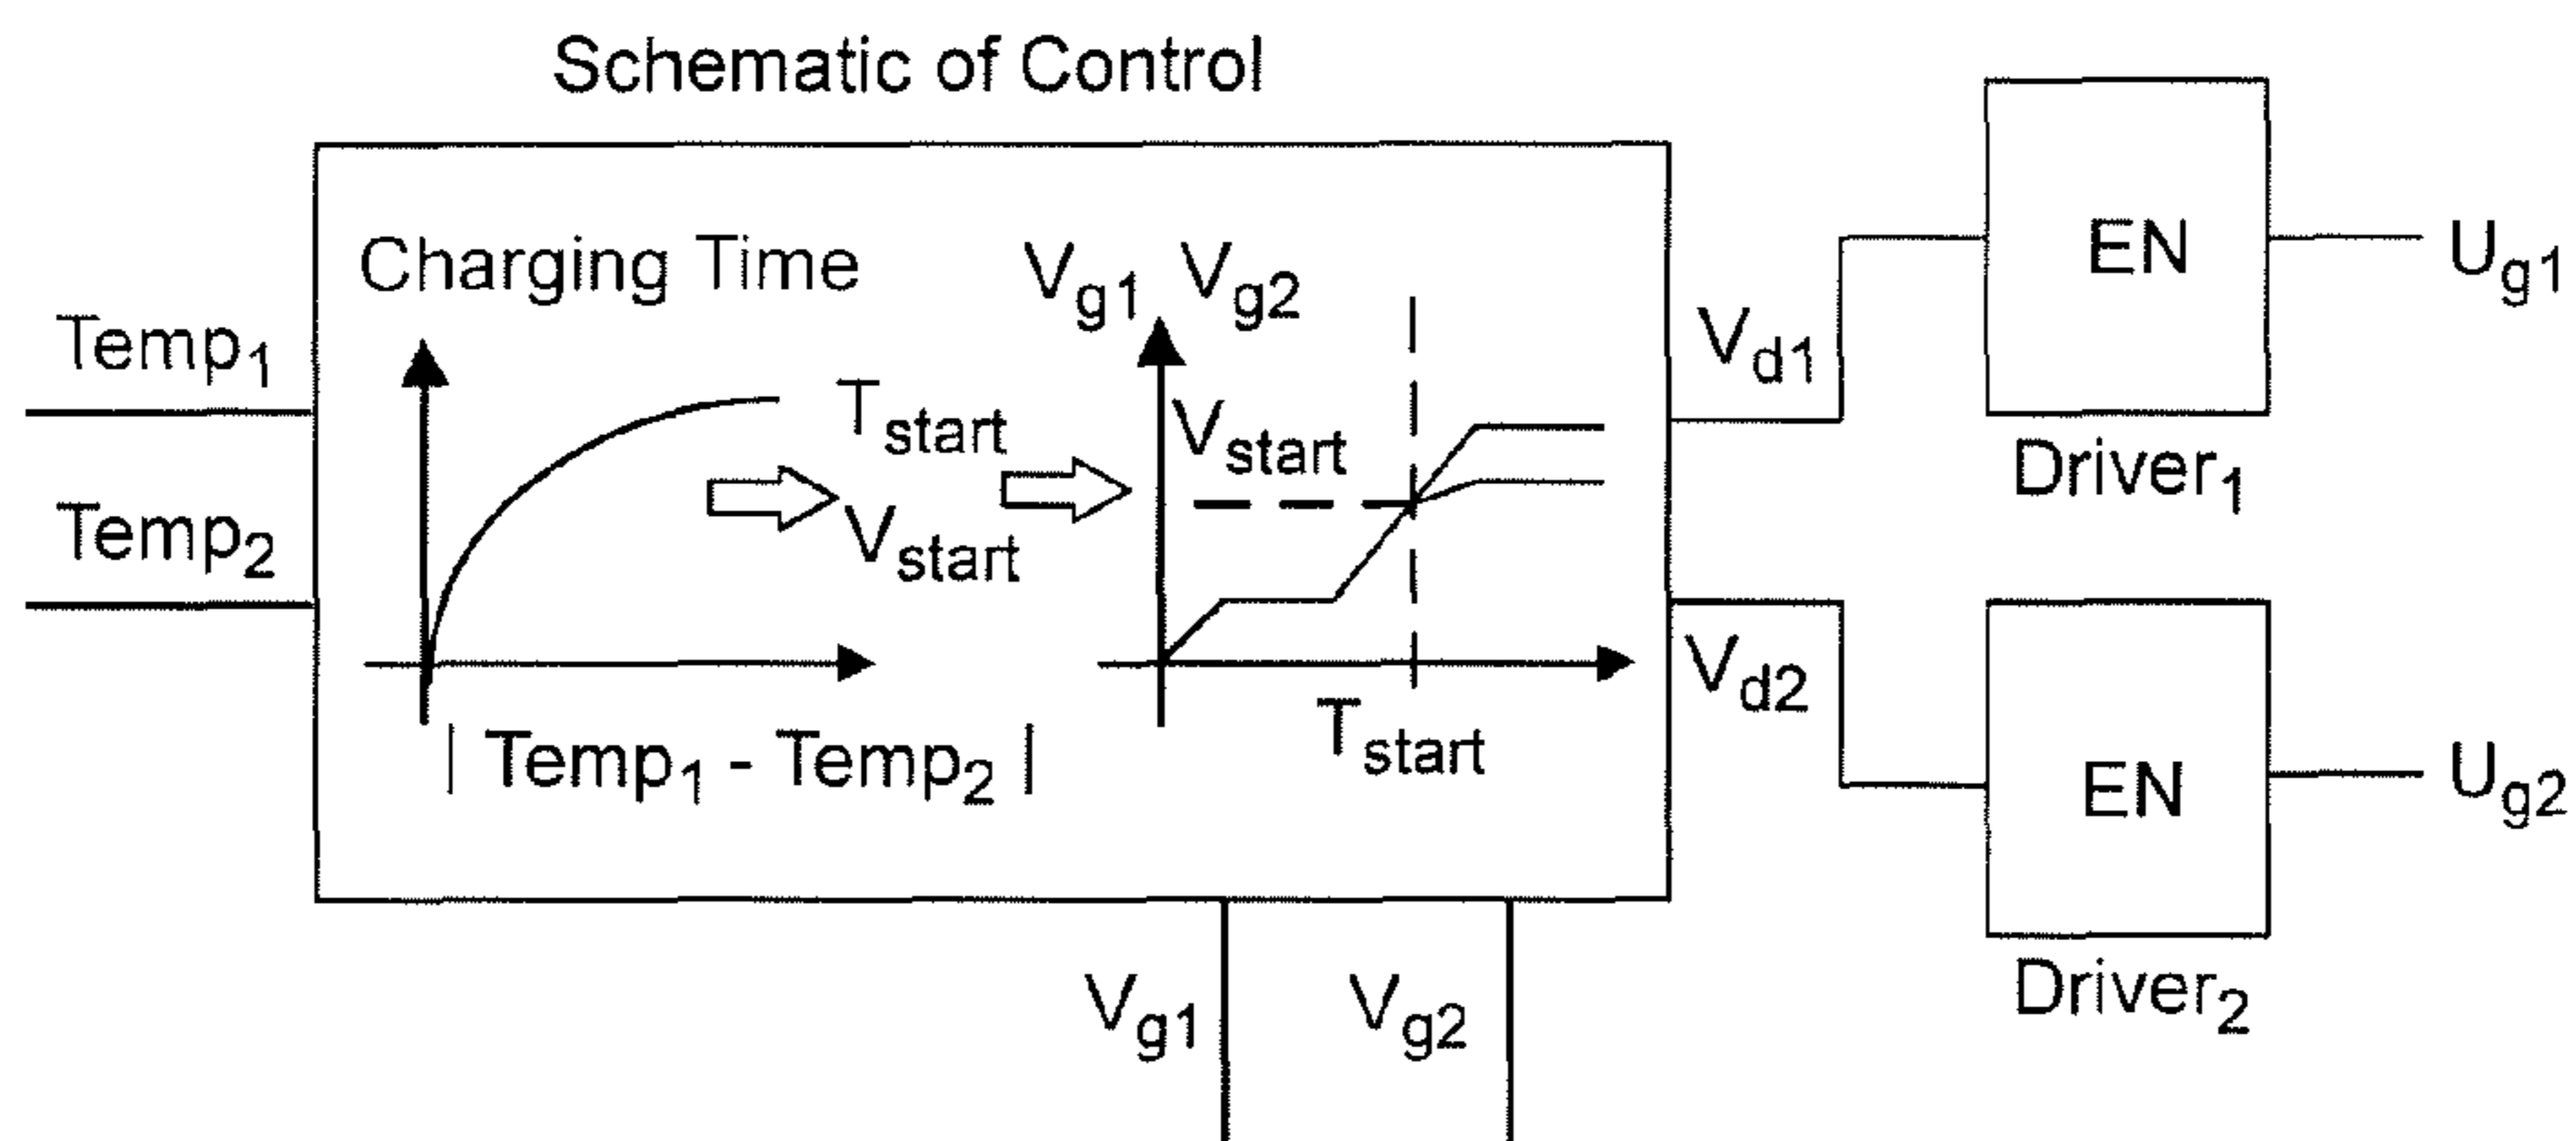 Schematic of Control
Temp1
Temp2
Charging Time
| Temp1 - Temp2 |
Tstart
Vstart
Vg1 Vg2
Vstart
Tstart
Vd1
Vd2
EN
Driver1
Ug1
EN
Driver2
Ug2
Vg1
Vg2